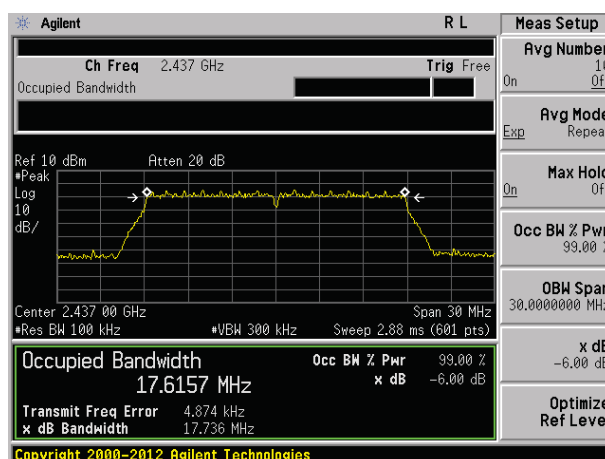 Agilent R L Meas Setup
Ch Freq 2.437 GHz Trig Free
Occupied Bandwidth
Avg Number
On
Avg Mode
Exp
Max Hold
On
Occ BW % Pwr
99.00 %
OBW Span
30.0000000 MHz
x dB
-6.00 dB
Optimize
Ref Level
Ref 10 dBm Atten 20 dB
#Peak
Log
10
dB/
Center 2.437 00 GHz Span 30 MHz
#Res BW 100 kHz #VBW 300 kHz Sweep 2.88 ms (601 pts)
Occupied Bandwidth Occ BW % Pwr 99.00 %
17.6157 MHz x dB -6.00 dB
Transmit Freq Error 4.874 kHz
x dB Bandwidth 17.736 MHz
Copyright 2000-2012 Agilent Technologies